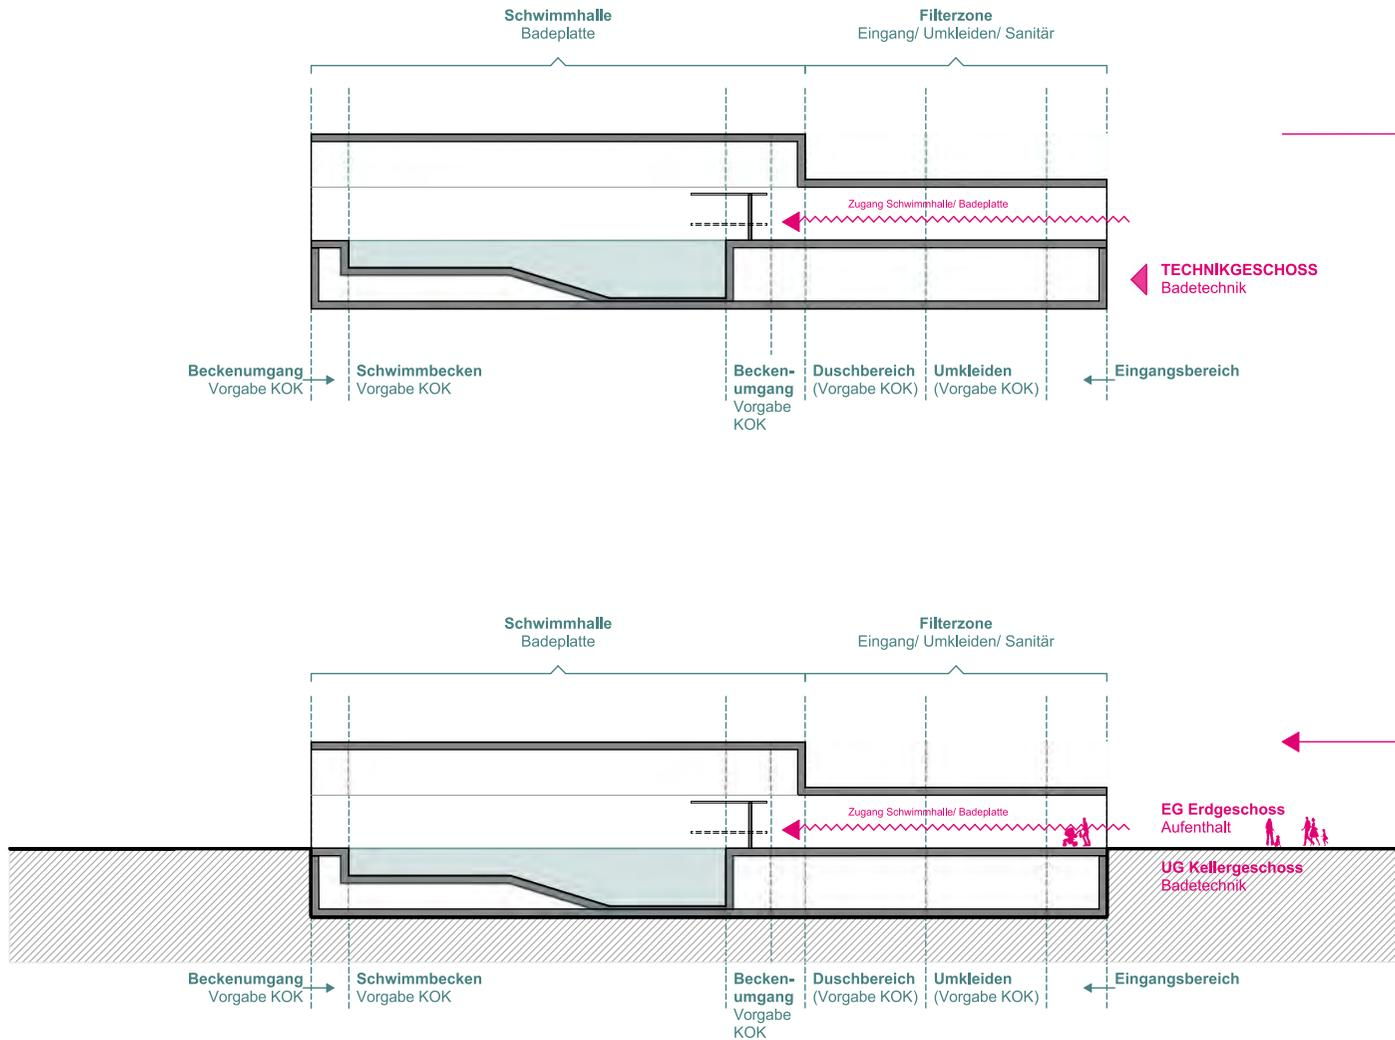 Schwimmhalle
Badeplatte
Filterzone
Eingang/ Umkleiden/ Sanitär
Zugang Schwimmhalle/ Badeplatte
TECHNIKGESCHOSS
Badetechnik
Beckenumgang
Vorgabe KOK
Schwimmbecken
Vorgabe KOK
Becken-
umgang
Vorgabe
KOK
Duschbereich
(Vorgabe KOK)
Umkleiden
(Vorgabe KOK)
Eingangsbereich
Schwimmhalle
Badeplatte
Filterzone
Eingang/ Umkleiden/ Sanitär
Zugang Schwimmhalle/ Badeplatte
EG Erdgeschoss
Aufenthalt
UG Kellergeschoss
Badetechnik
Beckenumgang
Vorgabe KOK
Schwimmbecken
Vorgabe KOK
Becken-
umgang
Vorgabe
KOK
Duschbereich
(Vorgabe KOK)
Umkleiden
(Vorgabe KOK)
Eingangsbereich